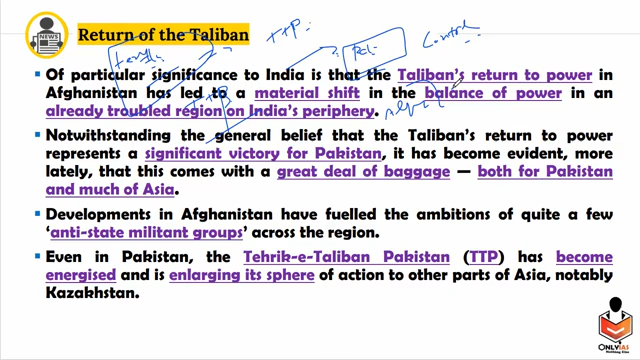 NEWS
Return of the Taliban
TTP
Control
Of particular significance to India is that the Taliban's return to power in
Afghanistan has led to a material shift in the balance of power in an
already troubled region on India's periphery.
Notwithstanding the general belief that the Taliban's return to power
represents a significant victory for Pakistan, it has become evident, more
lately, that this comes with a great deal of baggage — both for Pakistan
and much of Asia.
Developments in Afghanistan have fuelled the ambitions of quite a few
'anti-state militant groups' across the region.
Even in Pakistan, the Tehrik-e-Taliban Pakistan (TTP) has become
energised and is enlarging its sphere of action to other parts of Asia, notably
Kazakhstan.
ONLYIAS